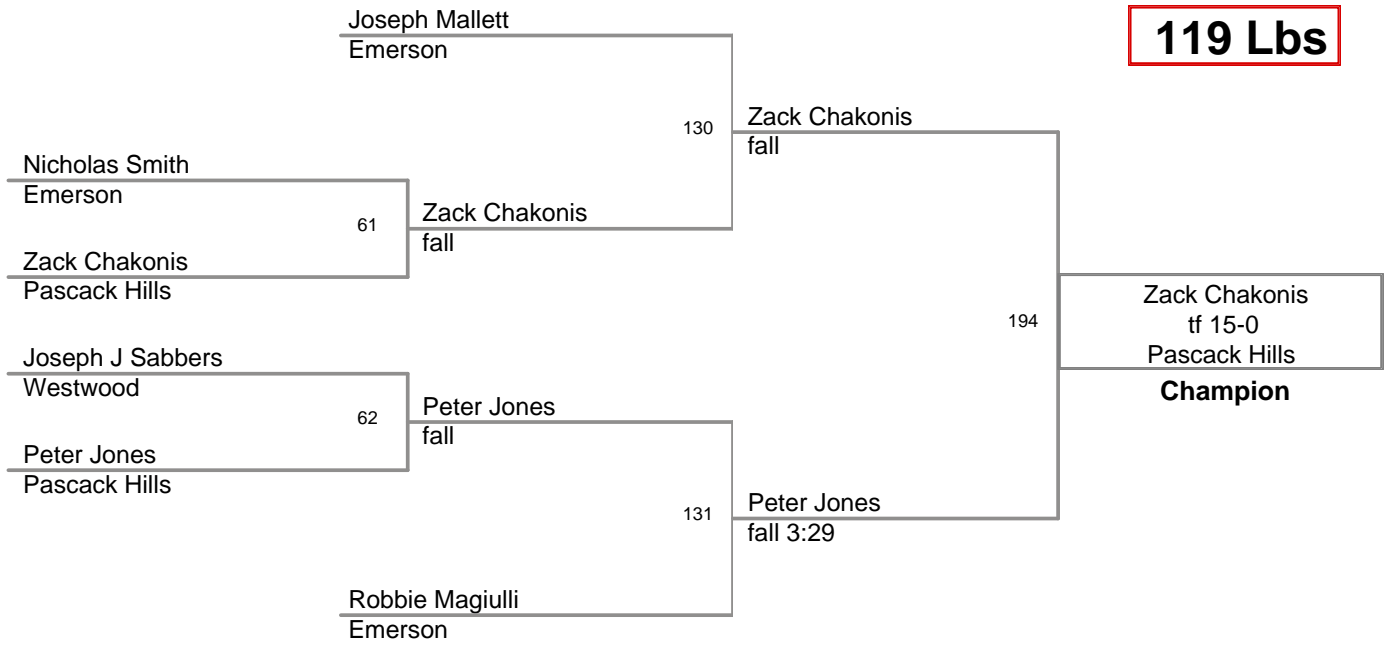 Joseph Mallett
Emerson
119 Lbs
130
Zack Chakonis
fall
Nicholas Smith
Emerson
61
Zack Chakonis
fall
Zack Chakonis
Pascack Hills
194
Zack Chakonis
tf 15-0
Pascack Hills
Champion
Joseph J Sabbers
Westwood
62
Peter Jones
fall
Peter Jones
Pascack Hills
131
Peter Jones
fall 3:29
Robbie Magiulli
Emerson